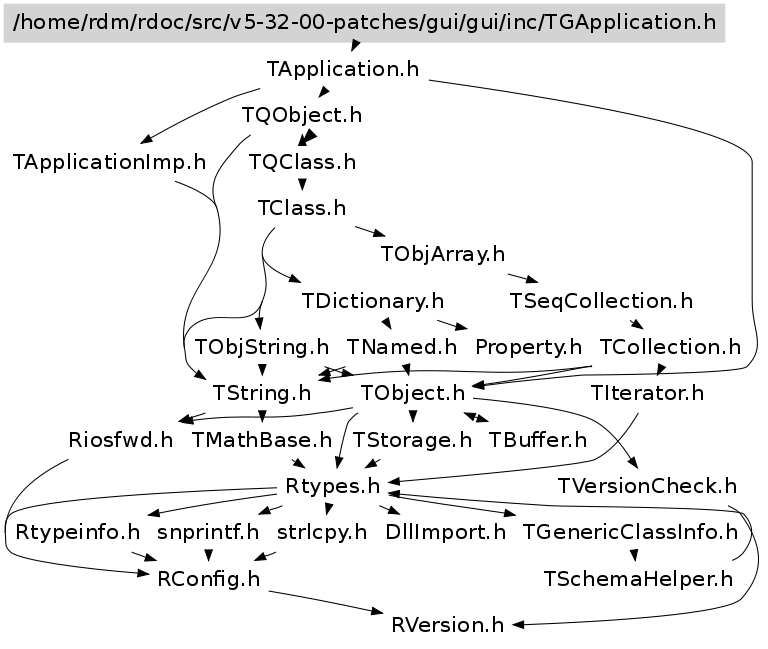 /home/rdm/rdoc/src/v5-32-00-patches/gui/gui/inc/TGApplication.h
TApplication.h
TQObject.h
TApplicationImp.h
TQClass.h
TClass.h
TObjArray.h
TDictionary.h
TSeqCollection.h
TObjString.h
TNamed.h
Property.h
TCollection.h
TString.h
TObject.h
TIterator.h
Riosfwd.h
TMathBase.h
TStorage.h
TBuffer.h
Rtypes.h
TVersionCheck.h
Rtypeinfo.h
snprintf.h
strlcpy.h
DllImport.h
TGenericClassInfo.h
RConfig.h
TSchemaHelper.h
RVersion.h